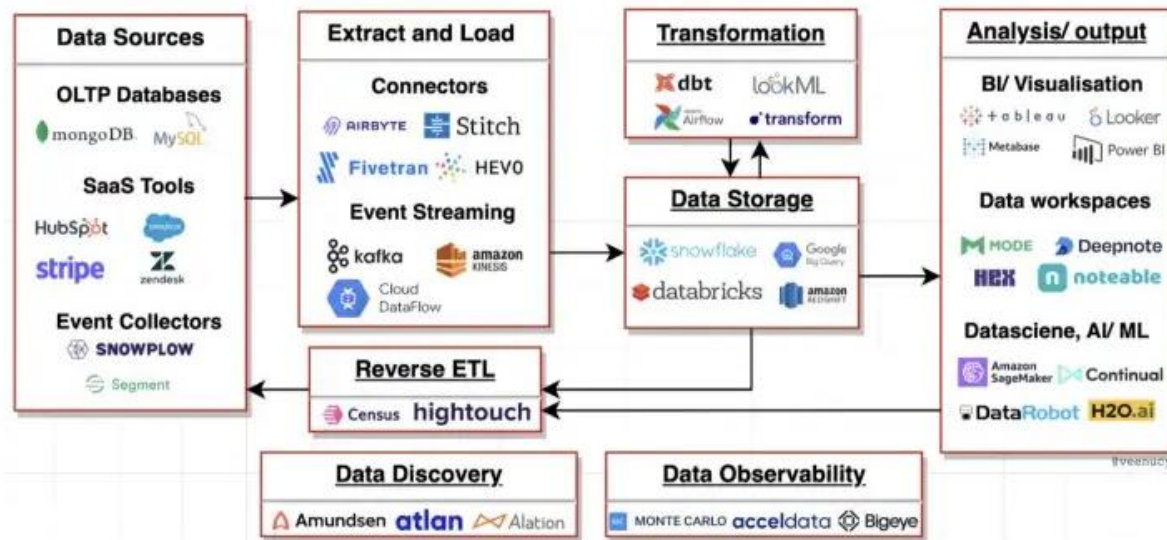 Data Sources
OLTP Databases
mongoDB
MySQL
SaaS Tools
HubSpot
salesforce
stripe
zendesk
Event Collectors
SNOWPLOW
Segment
Extract and Load
Connectors
AIRBYTE
Stitch
Fivetran
HEVO
Event Streaming
kafka
amazon
KINESIS
Cloud
DataFlow
Transformation
dbt
lookML
Airflow
transform
Data Storage
snowflake
Google
Big Query
databricks
amazon
REDSHIFT
Analysis/ output
BI/ Visualisation
+ a b l e a u
Looker
Metabase
Power BI
Data workspaces
MODE
Deepnote
HEX
noteable
Datasciene, AI/ ML
Amazon
SageMaker
Continual
DataRobot
H2O.ai
Reverse ETL
Census
hightouch
Data Discovery
Amundsen
atlan
Alation
Data Observability
MONTE CARLO
acceldata
Bigeye